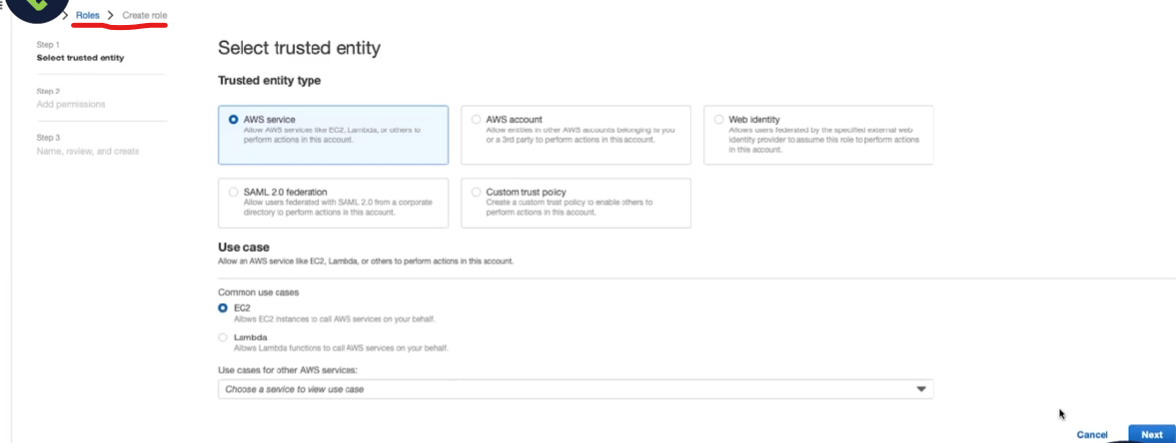 Roles > Create role
Step 1
Select trusted entity
Step 2
Add permissions
Step 3
Name, review, and create
Select trusted entity
Trusted entity type
AWS service
Allow AWS services like EC2, Lambda, or others to
perform actions in this account.
AWS account
Allow entities in other AWS accounts belonging to you
or a 3rd party to perform actions in this account.
Web identity
Allows users federated by the specified external web
identity provider to assume this role to perform actions
in this account.
SAML 2.0 federation
Allow users federated with SAML 2.0 from a corporate
directory to perform actions in this account.
Custom trust policy
Create a custom trust policy to enable others to
perform actions in this account.
Use case
Allow an AWS service like EC2, Lambda, or others to perform actions in this account.
Common use cases
EC2
Allows EC2 instances to call AWS services on your behalf.
Lambda
Allows Lambda functions to call AWS services on your behalf.
Use cases for other AWS services:
Choose a service to view use case
Cancel Next